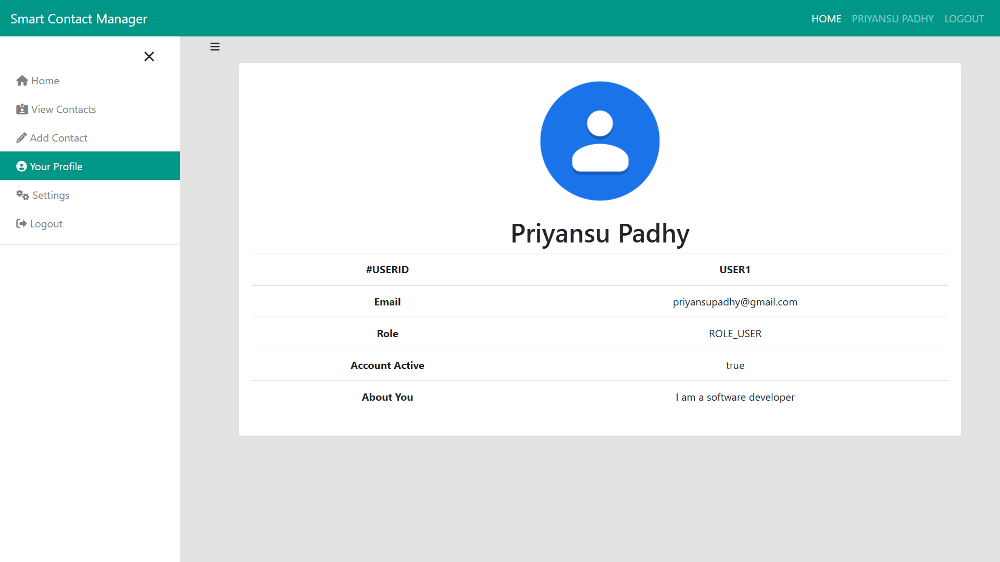 Smart Contact Manager
HOME PRIYANSU PADHY LOGOUT
Home
View Contacts
Add Contact
Your Profile
Settings
Logout
Priyansu Padhy
#USERID USER1
Email priyansupadhy@gmail.com
Role ROLE_USER
Account Active true
About You I am a software developer